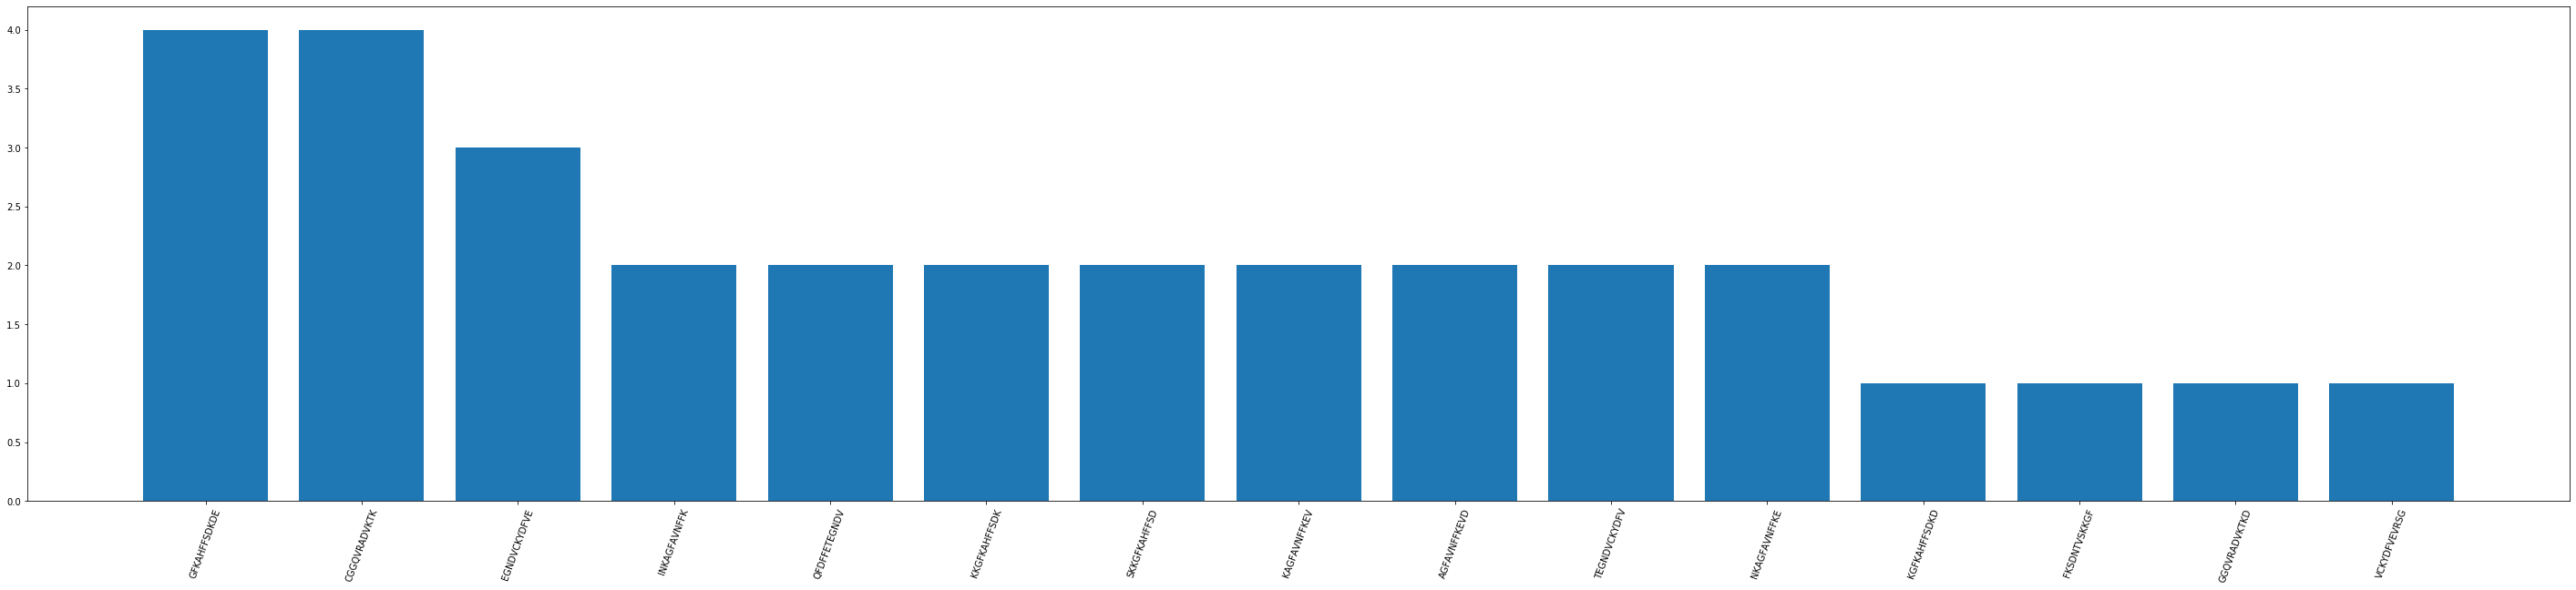 4.0
3.5
3.0
2.5
2.0
1.5
1.0
0.5
0.0
GFKAHFFSDKDE
CGGQVRADVKTK
EGNDVCKYDFVE
INKAGFAVNFFK
QFDFFETEGNDV
KKGFKAHFFSDK
SKKGFKAHFFSD
KAGFAVNFFKEV
AGFAVNFFKEVD
TEGNDVCKYDFV
NKAGFAVNFFKE
KGFKAHFFSDKD
FKSDNTVSKKGF
GGQVRADVKTKD
VCKYDFVEVRSG